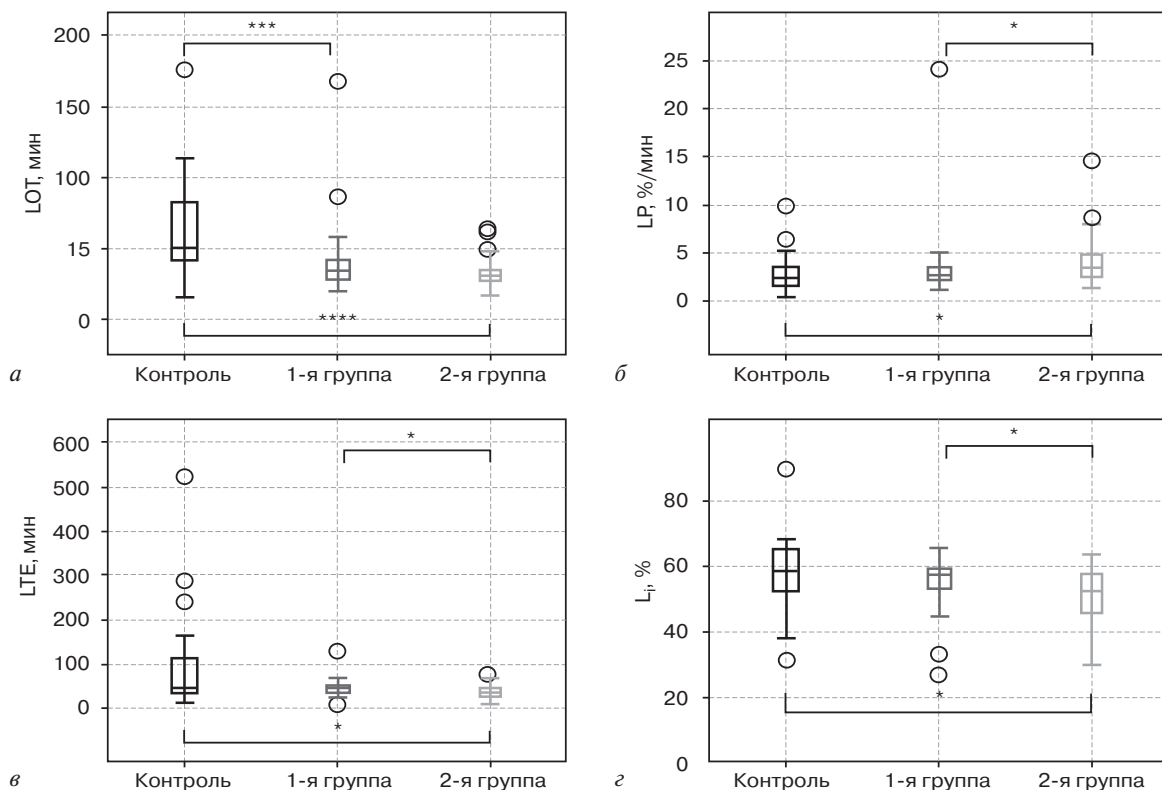 200
150
100
15
0
LOT, мин
***
****
Контроль
1-я группа
2-я группа
а
25
20
15
10
5
0
LP, %/мин
*
*
Контроль
1-я группа
2-я группа
б
600
500
400
300
200
100
0
LTE, мин
*
*
Контроль
1-я группа
2-я группа
в
80
60
40
20
0
Li, %
*
*
Контроль
1-я группа
2-я группа
г